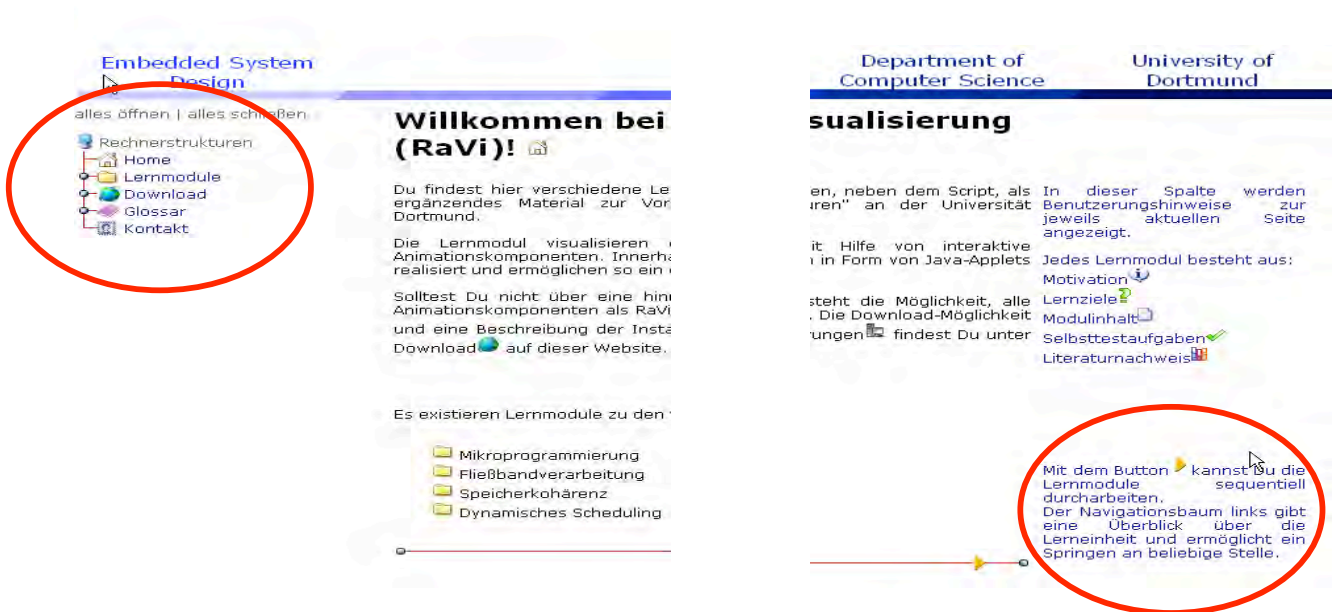 Embedded System
Design
alles öffnen | alles schließen
Rechnerstrukturen
Home
Lernmodule
Download
Glossar
Kontakt
Willkommen bei
(RaVi)!
Du findest hier verschiedene Le
ergänzendes Material zur Vor
Dortmund.
Die Lernmodul visualisieren
Animationskomponenten. Innerha
realisiert und ermöglichen so ein
Solltest Du nicht über eine hin
Animationskomponenten als RaVi
und eine Beschreibung der Insta
Download auf dieser Website.
Es existieren Lernmodule zu den
Mikroprogrammierung
Fließbandverarbeitung
Speicherkohärenz
Dynamisches Scheduling
Department of
Computer Science
University of
Dortmund
sualisierung
en, neben dem Script, als
uren" an der Universität
it Hilfe von interaktive
n in Form von Java-Applets
steht die Möglichkeit, alle
. Die Download-Möglichkeit
ungen findest Du unter
In dieser Spalte werden
Benutzerungshinweise zur
jeweils aktuellen Seite
angezeigt.
Jedes Lernmodul besteht aus:
Motivation
Lernziele
Modulinhalt
Selbsttestaufgaben
Literaturnachweis
Mit dem Button kannst Du die
Lernmodule sequentiell
durcharbeiten.
Der Navigationsbaum links gibt
eine Überblick über die
Lerneinheit und ermöglicht ein
Springen an beliebige Stelle.